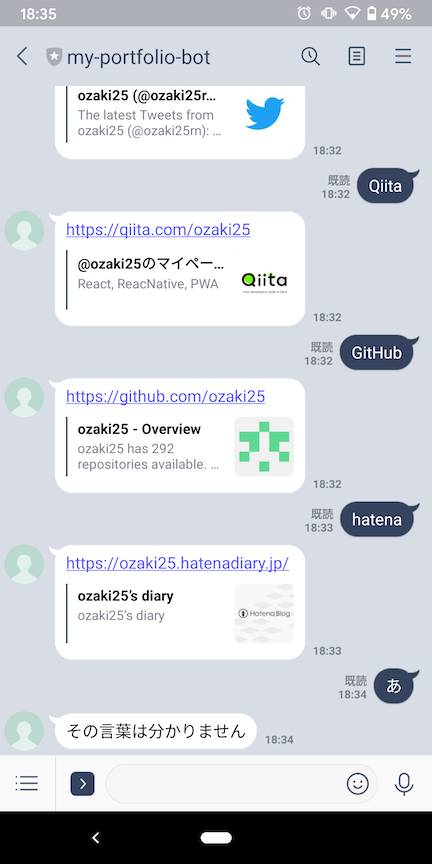 18:35
49%
my-portfolio-bot
ozaki25 (@ozaki25r...
The latest Tweets from
ozaki25 (@ozaki25rn): ...
18:32
既読
18:32
Qiita
https://qiita.com/ozaki25
@ozaki25のマイペー...
React, ReacNative, PWA
Qiita
18:32
既読
18:32
GitHub
https://github.com/ozaki25
ozaki25 - Overview
ozaki25 has 292
repositories available. ...
18:32
既読
18:33
hatena
https://ozaki25.hatenadiary.jp/
ozaki25's diary
ozaki25's diary
HatenaBlog
18:33
既読
18:34
あ
その言葉は分かりません
18:34